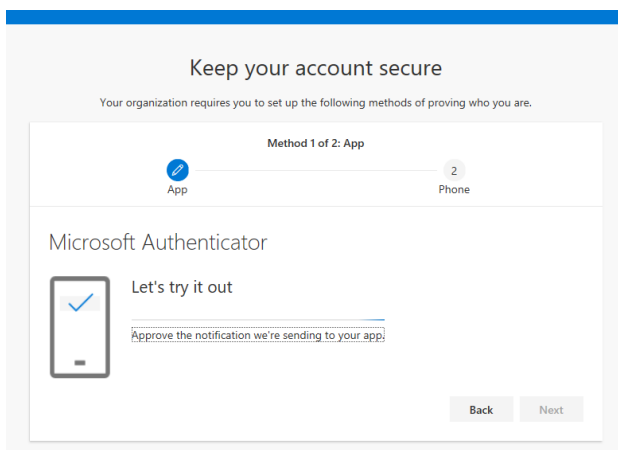 Keep your account secure
Your organization requires you to set up the following methods of proving who you are.
Method 1 of 2: App
2
App
Phone
Microsoft Authenticator
Let's try it out
Approve the notification we're sending to your app.
Back
Next